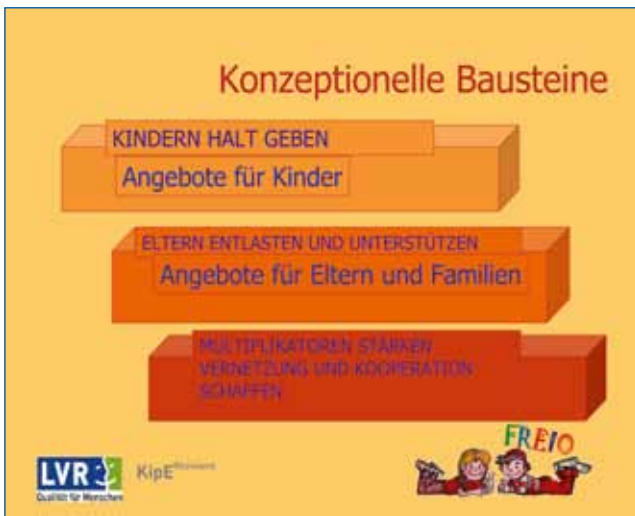 Konzeptionelle Bausteine
KINDERN HALT GEBEN
Angebote für Kinder
ELTERN ENTLASTEN UND UNTERSTÜTZEN
Angebote für Eltern und Familien
MULTIPLIKATOREN STÄRKEN
VERNETZUNG UND KOOPERATION
SCHAFFEN
FREIO
LVR
Qualität für Menschen
KipE Rheinland